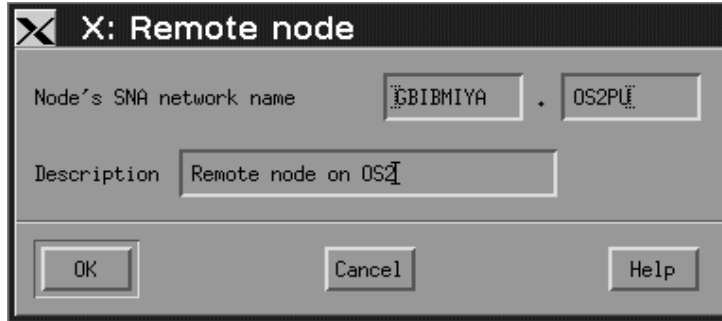 X: Remote node
Node's SNA network name GBIBMIYA . OS2PU
Description Remote node on OS2
OK Cancel Help